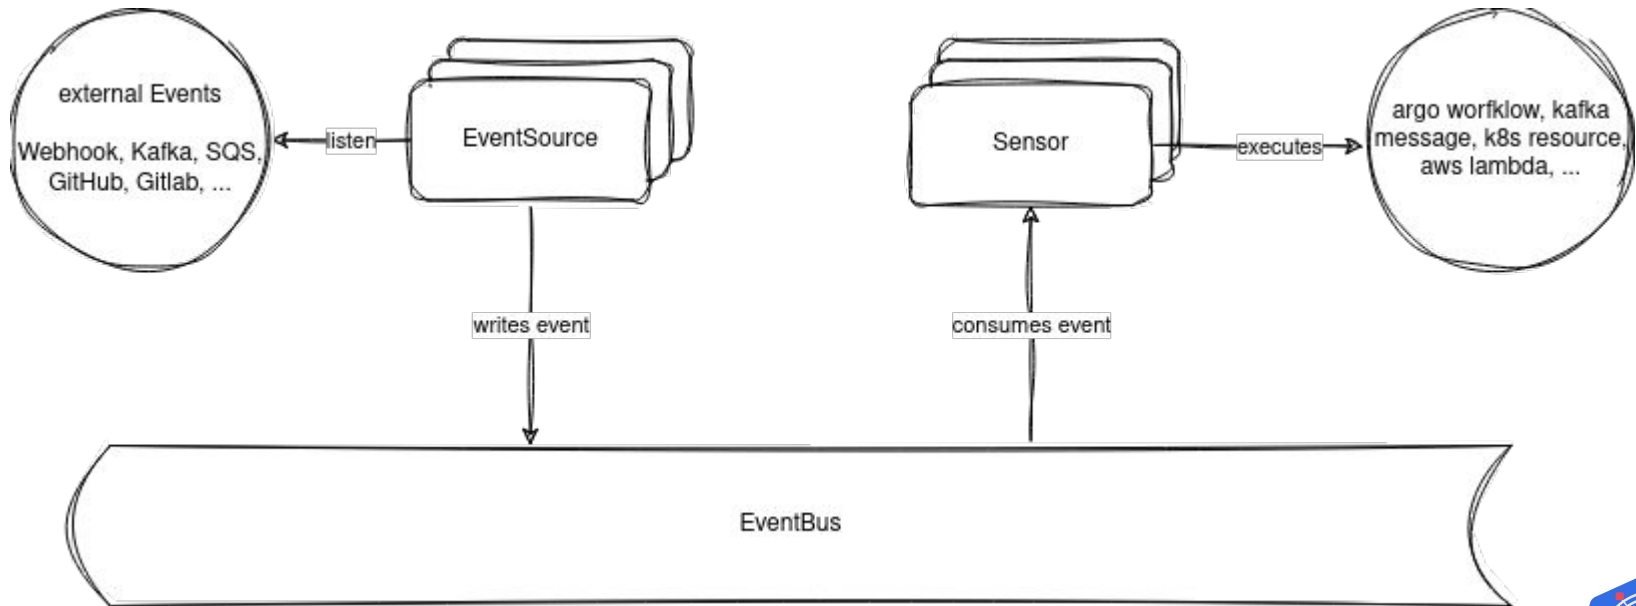 external Events
Webhook, Kafka, SQS,
GitHub, Gitlab, ...
listen
EventSource
writes event
Sensor
executes
argo worfklow, kafka
message, k8s resource,
aws lambda, ...
consumes event
EventBus